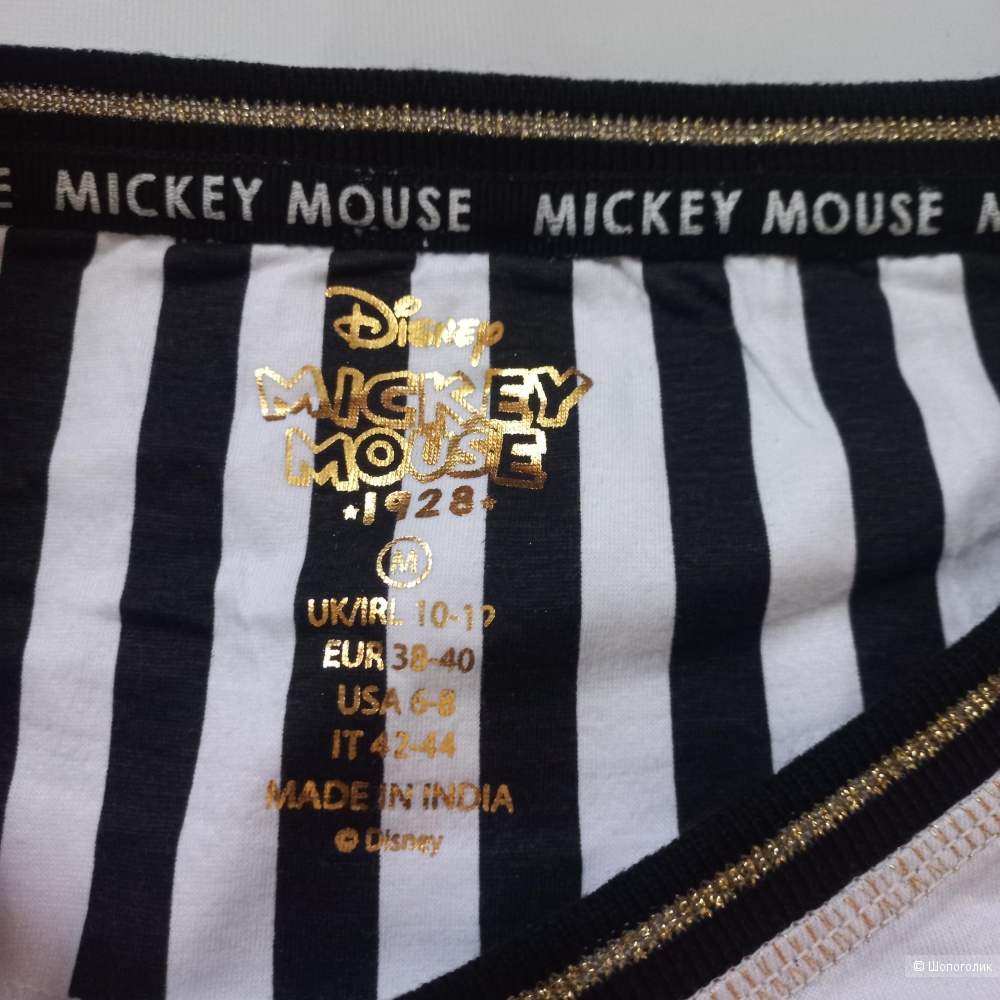 MICKEY MOUSE MICKEY MOUSE
Disney
MICKEY
MOUSE
1928
M
UK/IRL 10-12
EUR 38-40
USA 6-8
IT 42-44
MADE IN INDIA
© Disney
© Шопоголик